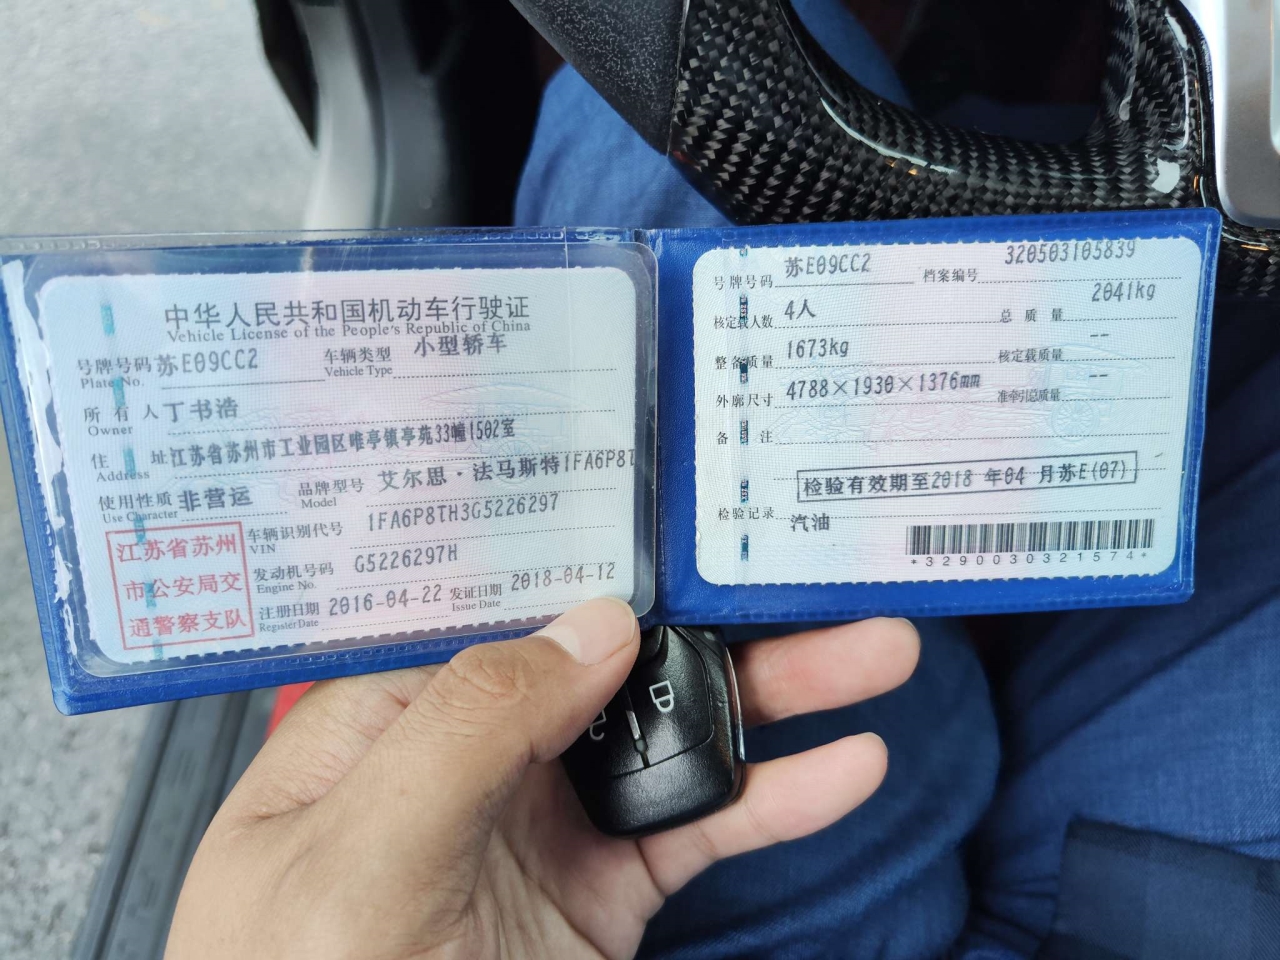 中华人民共和国机动车行驶证
Vehicle License of the People's Republic of China
号牌号码 苏E09CC2 车辆类型 小型轿车
Plate No. Vehicle Type
所有人 丁书浩
Owner
住址 江苏省苏州市工业园区唯亭镇亭苑33幢1502室
Address
使用性质 非营运 品牌型号 艾尔思·法马斯特1FA6P8T
Use Character Model
江苏省苏州
市公安局交
通警察支队
车辆识别代号 1FA6P8TH3G5226297
VIN
发动机号码 G5226297H
Engine No.
注册日期 2016-04-22 发证日期 2018-04-12
Register Date Issue Date
号牌号码 苏E09CC2 档案编号 320503105839
核定载人数 4人 总质量 2041kg
整备质量 1673kg 核定载质量 --
外廓尺寸 4788×1930×1376mm 准牵引总质量 --
备注
检验有效期至2018年04月苏E(07)
检验记录 汽油
*3290030321574*